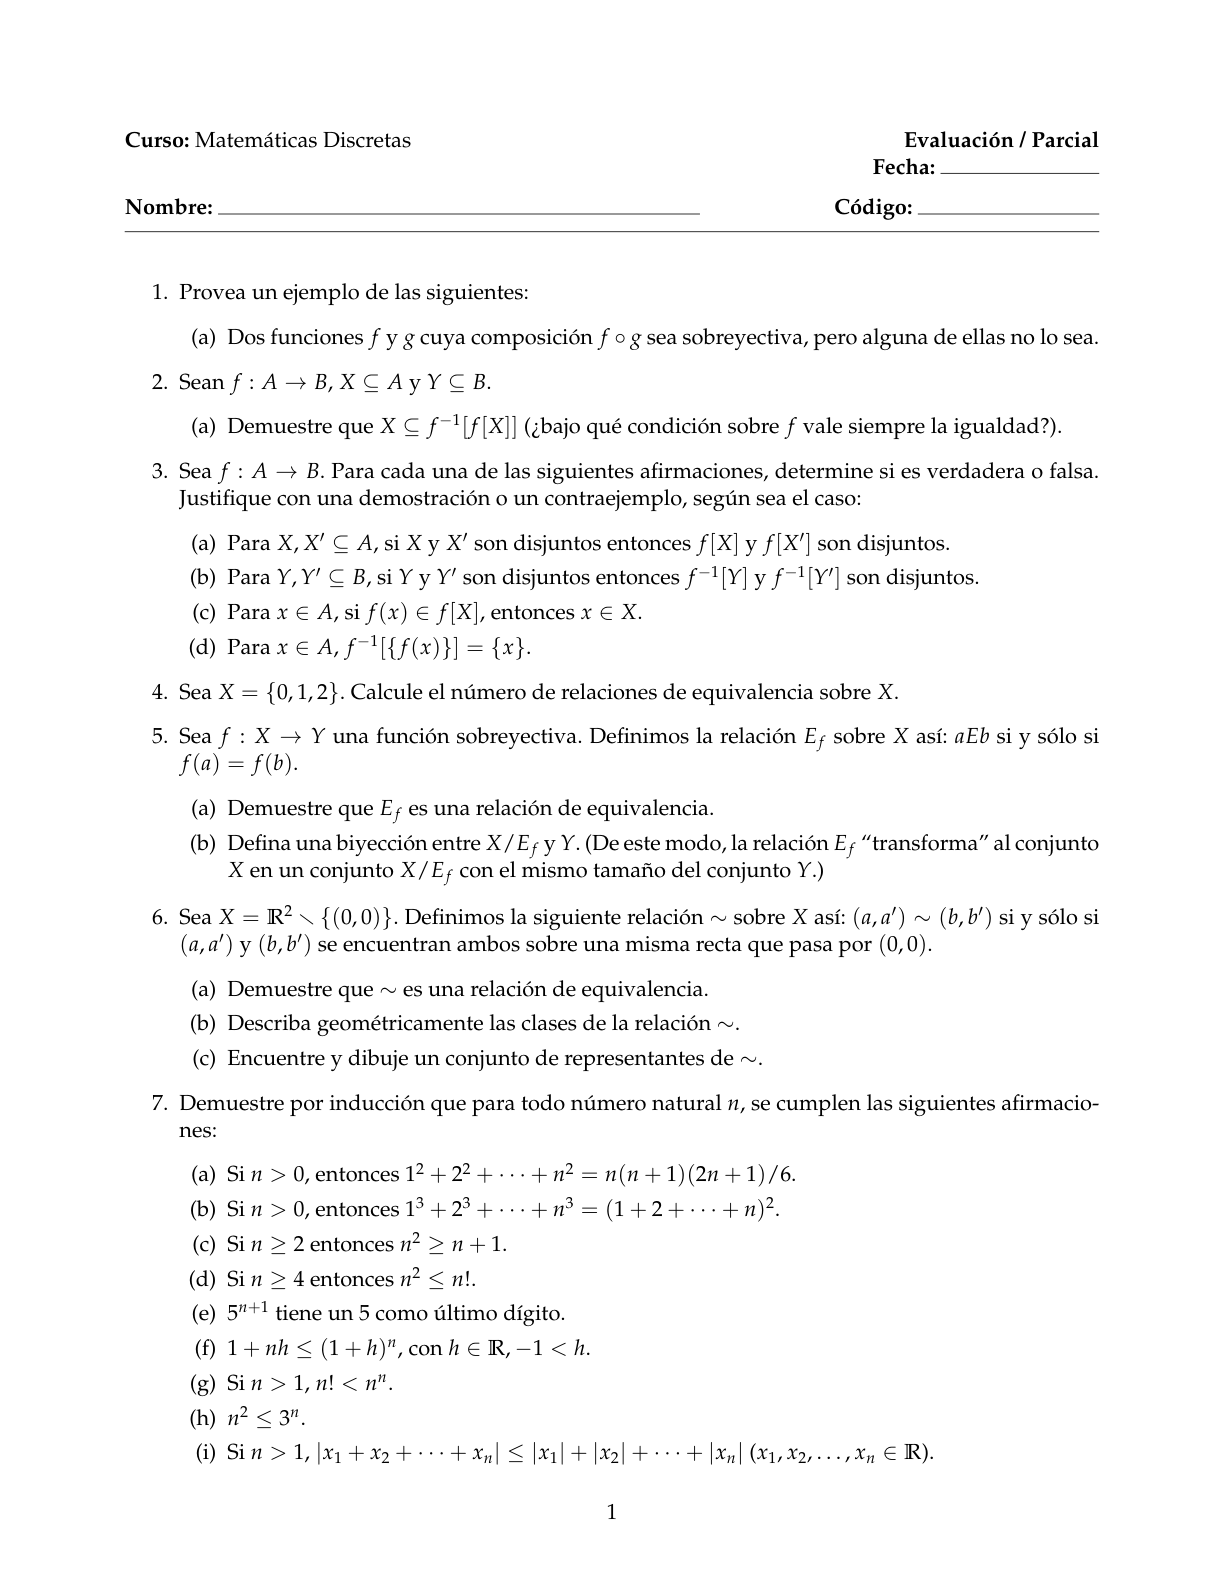 Curso: Matemáticas Discretas
Evaluación / Parcial
Fecha:
Nombre:
Código:
1. Provea un ejemplo de las siguientes:
(a) Dos funciones f y g cuya composición f ∘ g sea sobreyectiva, pero alguna de ellas no lo sea.
2. Sean f : A → B, X ⊆ A y Y ⊆ B.
(a) Demuestre que X ⊆ f⁻¹[f[X]] (¿bajo qué condición sobre f vale siempre la igualdad?).
3. Sea f : A → B. Para cada una de las siguientes afirmaciones, determine si es verdadera o falsa.
Justifique con una demostración o un contraejemplo, según sea el caso:
(a) Para X, X′ ⊆ A, si X y X′ son disjuntos entonces f[X] y f[X′] son disjuntos.
(b) Para Y, Y′ ⊆ B, si Y y Y′ son disjuntos entonces f⁻¹[Y] y f⁻¹[Y′] son disjuntos.
(c) Para x ∈ A, si f(x) ∈ f[X], entonces x ∈ X.
(d) Para x ∈ A, f⁻¹[{f(x)}] = {x}.
4. Sea X = {0, 1, 2}. Calcule el número de relaciones de equivalencia sobre X.
5. Sea f : X → Y una función sobreyectiva. Definimos la relación E_f sobre X así: aEb si y sólo si
f(a) = f(b).
(a) Demuestre que E_f es una relación de equivalencia.
(b) Defina una biyección entre X/E_f y Y. (De este modo, la relación E_f “transforma” al conjunto
X en un conjunto X/E_f con el mismo tamaño del conjunto Y.)
6. Sea X = ℝ² ∖ {(0, 0)}. Definimos la siguiente relación ∼ sobre X así: (a, a′) ∼ (b, b′) si y sólo si
(a, a′) y (b, b′) se encuentran ambos sobre una misma recta que pasa por (0, 0).
(a) Demuestre que ∼ es una relación de equivalencia.
(b) Describa geométricamente las clases de la relación ∼.
(c) Encuentre y dibuje un conjunto de representantes de ∼.
7. Demuestre por inducción que para todo número natural n, se cumplen las siguientes afirmacio-
nes:
(a) Si n > 0, entonces 1² + 2² + · · · + n² = n(n + 1)(2n + 1)/6.
(b) Si n > 0, entonces 1³ + 2³ + · · · + n³ = (1 + 2 + · · · + n)².
(c) Si n ≥ 2 entonces n² ≥ n + 1.
(d) Si n ≥ 4 entonces n² ≤ n!.
(e) 5ⁿ⁺¹ tiene un 5 como último dígito.
(f) 1 + nh ≤ (1 + h)ⁿ, con h ∈ ℝ, −1 < h.
(g) Si n > 1, n! < nⁿ.
(h) n² ≤ 3ⁿ.
(i) Si n > 1, |x₁ + x₂ + · · · + xₙ| ≤ |x₁| + |x₂| + · · · + |xₙ| (x₁, x₂, . . . , xₙ ∈ ℝ).
1